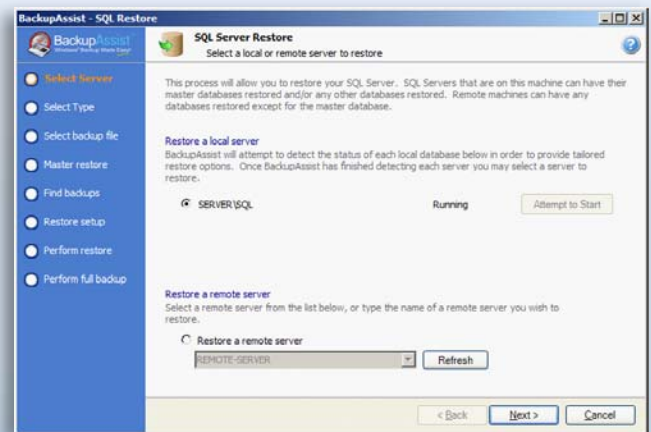 BackupAssist - SQL Restore
BackupAssist
Windows Backup Made Easy!
Select Server
Select Type
Select backup file
Master restore
Find backups
Restore setup
Perform restore
Perform full backup
SQL Server Restore
Select a local or remote server to restore
This process will allow you to restore your SQL Server. SQL Servers that are on this machine can have their
master databases restored and/or any other databases restored. Remote machines can have any
databases restored except for the master database.
Restore a local server
BackupAssist will attempt to detect the status of each local database below in order to provide tailored
restore options. Once BackupAssist has finished detecting each server you may select a server to
restore.
SERVER\SQL Running Attempt to Start
Restore a remote server
Select a remote server from the list below, or type the name of a remote server you wish to
restore.
Restore a remote server
REMOTE-SERVER Refresh
< Back Next > Cancel